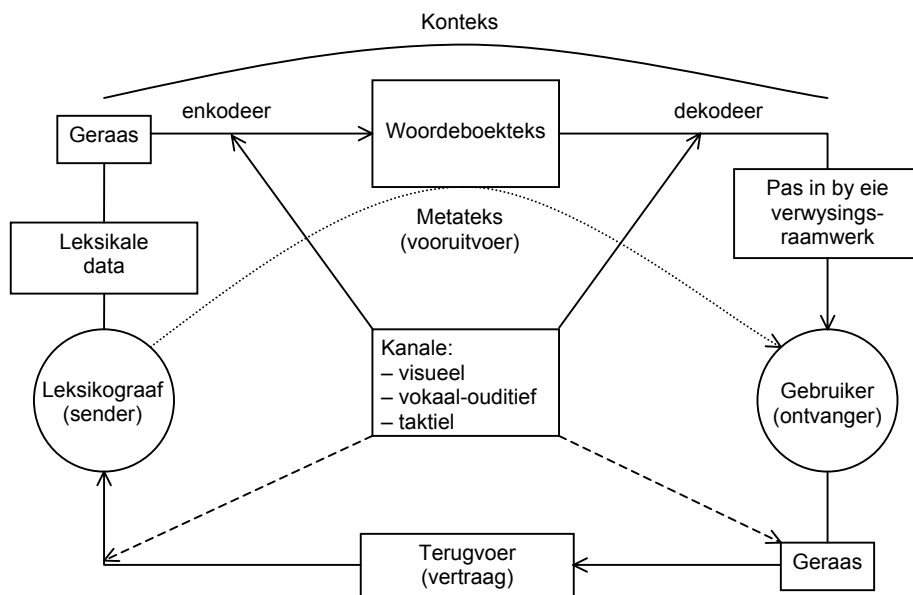 Konteks
enkodeer
dekodeer
Geraas
Woordeboekteks
Pas in by eie
verwysings-
raamwerk
Metateks
(vooruitvoer)
Leksikale
data
Kanale:
– visueel
– vokaal-ouditief
– taktiel
Leksikograaf
(sender)
Gebruiker
(ontvanger)
Terugvoer
(vertraag)
Geraas